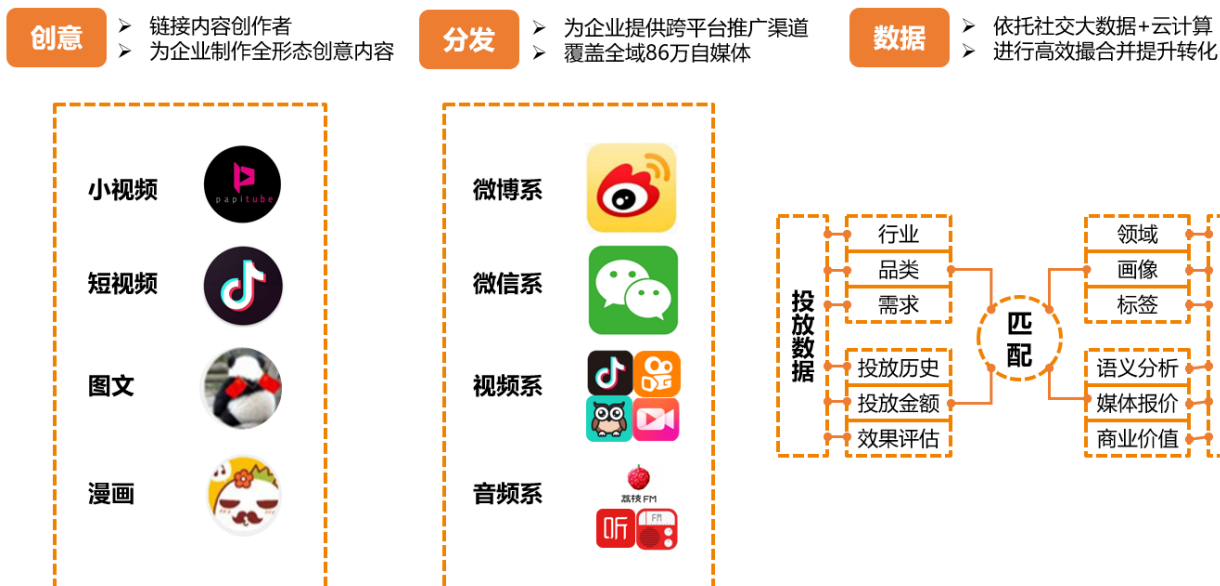 创意
链接内容创作者
为企业制作全形态创意内容
分发
为企业提供跨平台推广渠道
覆盖全域86万自媒体
数据
依托社交大数据+云计算
进行高效撮合并提升转化
小视频
papitube
短视频
图文
漫画
微博系
微信系
视频系
音频系
荔枝FM
听
FM
投放数据
行业
品类
需求
投放历史
投放金额
效果评估
匹配
领域
画像
标签
语义分析
媒体报价
商业价值